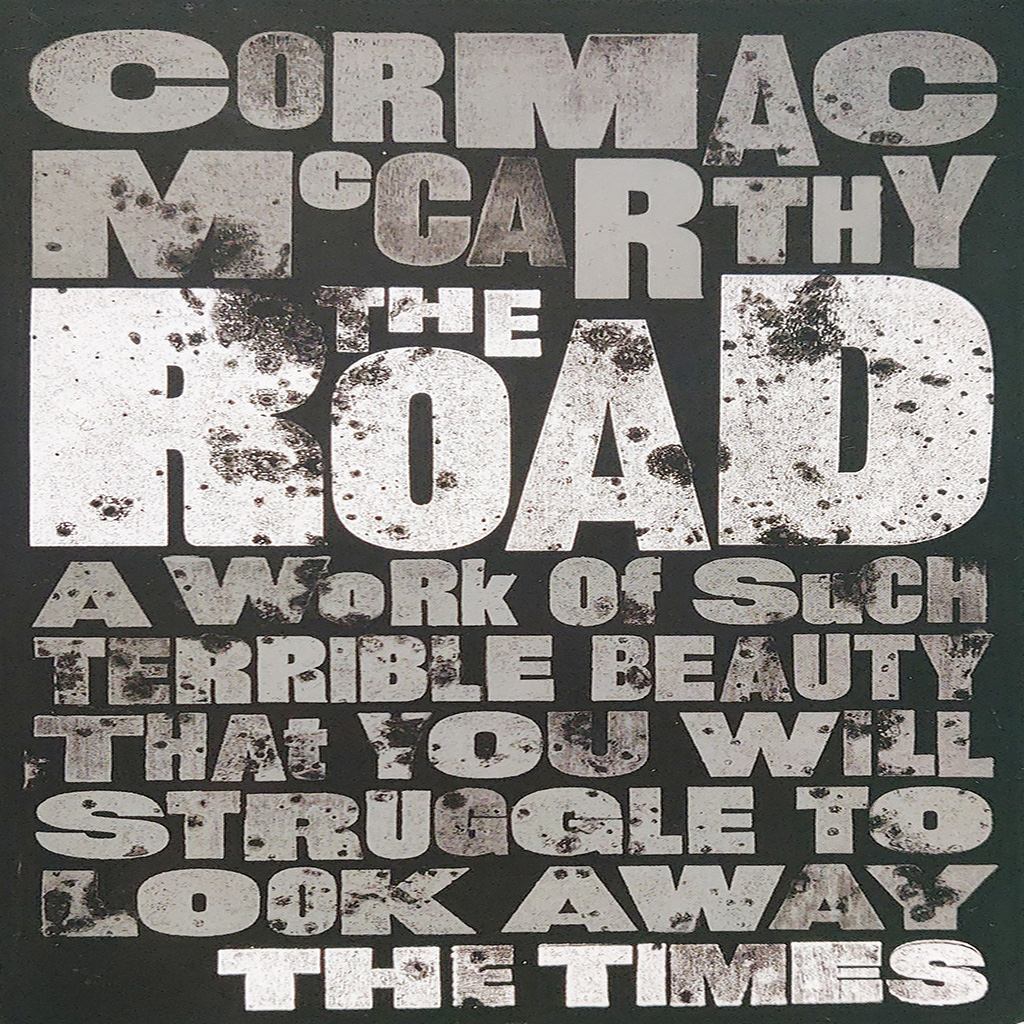 CORMAC
McCARTHY
THE
ROAD
A WoRk Of SuCH
TERRIBLE BEAUTY
THAt YOU WiLL
STRUGGLE TO
LOOK AWAY
THE TIMES